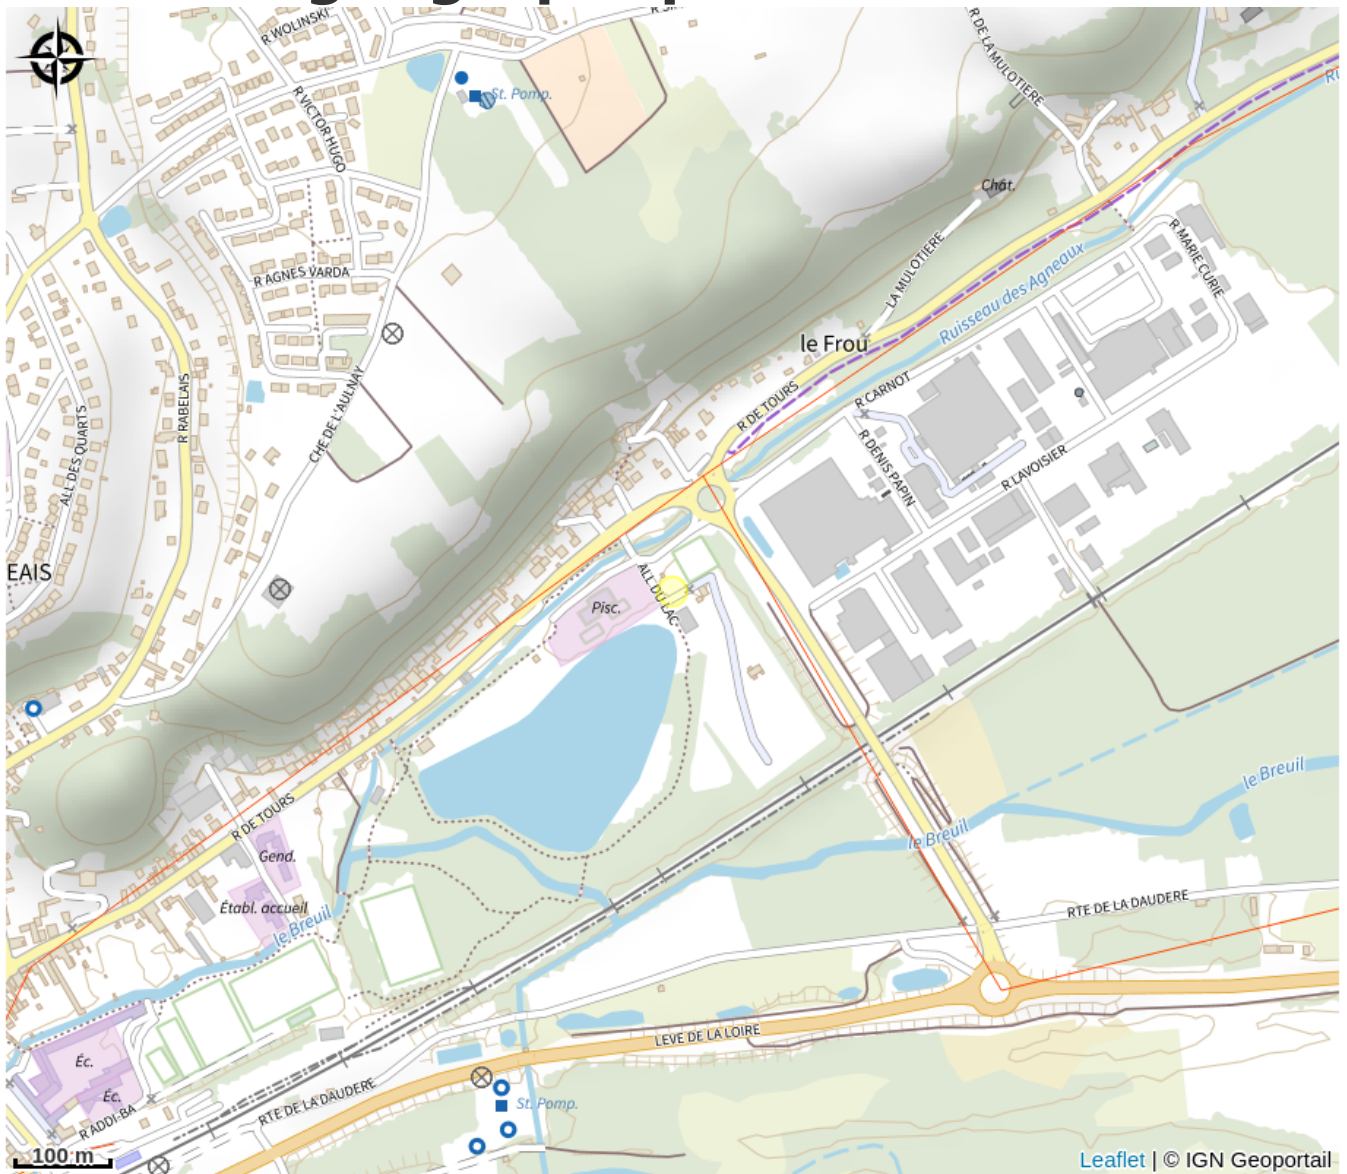 R WOLINSKI
R DE LA MULOTIERE
R VICTOR HUGO
St. Pomp.
Chât.
R MARIE CURIE
R AGNES VARDA
LA MULOTIERE
Ruisseau des Agneaux
le Frou
R RABELAIS
ALL DES QUARTS
CHE DE L'AULNAY
R DE TOURS
R CARNOT
R DENIS PAPIN
R LAVOISIER
EAIS
ALL DU LAC
Pisc.
le Breuil
R DE TOURS
le Breuil
Gend.
Établ. accueil
le Breuil
RTE DE LA DAUDERE
LEVE DE LA LOIRE
Éc.
Éc.
R ADDI-BA
RTE DE LA DAUDERE
St. Pomp.
100 m
Leaflet | © IGN Geoportail